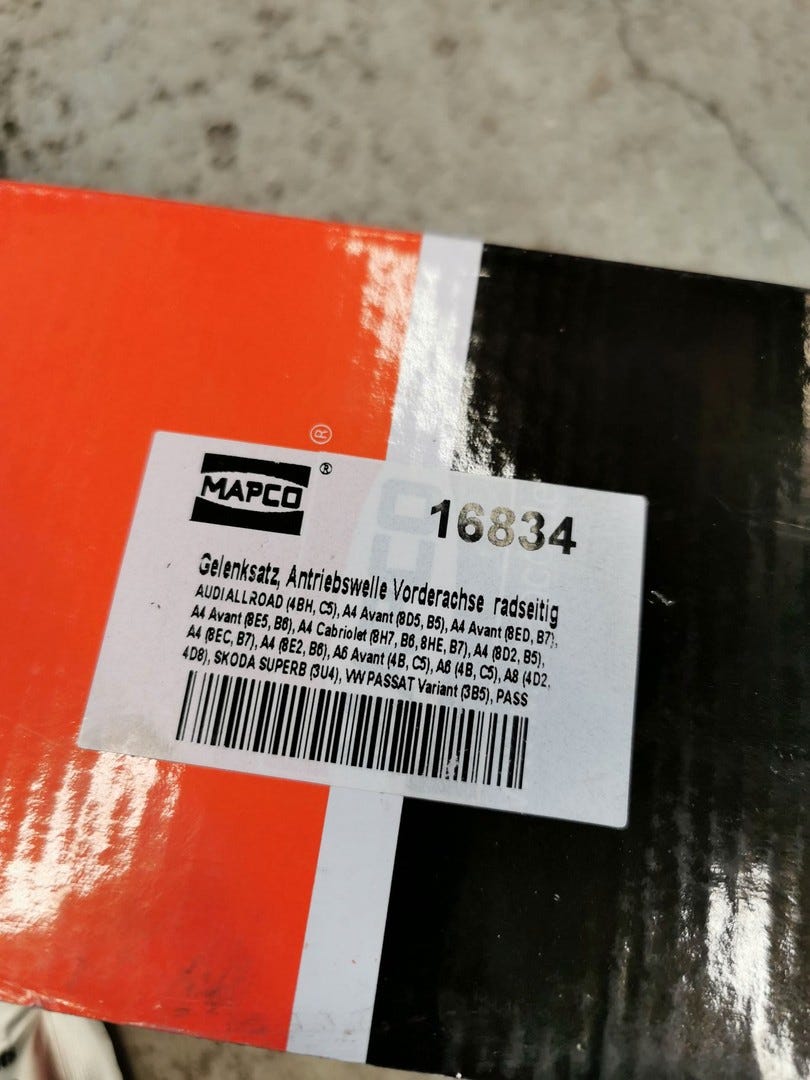 ®
MAPCO ®
16834
Gelenksatz, Antriebswelle Vorderachse radseitig
AUDI ALLROAD (4BH, C5), A4 Avant (8D5, B5), A4 Avant (8ED, B7),
A4 Avant (8E5, B6), A4 Cabriolet (8H7, B6, 8HE, B7), A4 (8D2, B5),
A4 (8EC, B7), A4 (8E2, B6), A6 Avant (4B, C5), A6 (4B, C5), A8 (4D2,
4D8), SKODA SUPERB (3U4), VW PASSAT Variant (3B5), PASS